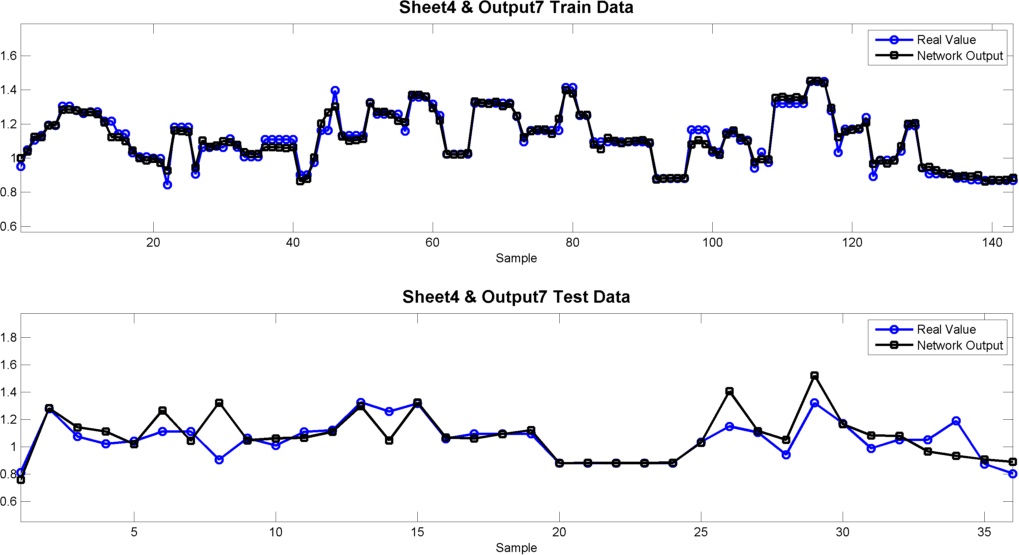 Sheet4 & Output7 Train Data
Real Value
Network Output
1.6
1.4
1.2
1
0.8
0.6
20 40 60 80 100 120 140
Sample
Sheet4 & Output7 Test Data
Real Value
Network Output
1.8
1.6
1.4
1.2
1
0.8
0.6
5 10 15 20 25 30 35
Sample